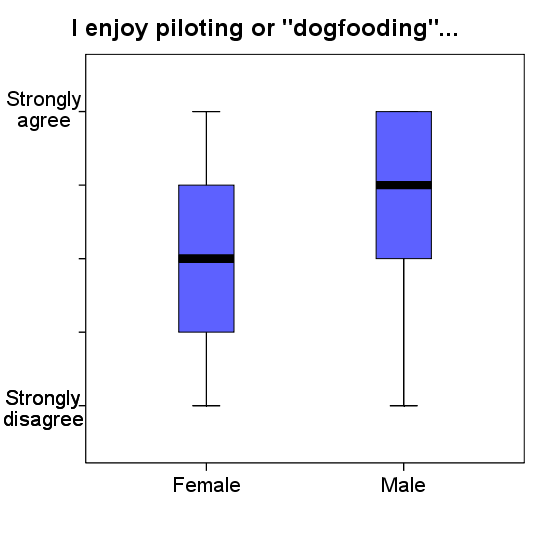 I enjoy piloting or "dogfooding"...
Strongly
agree
Strongly
disagree
Female
Male